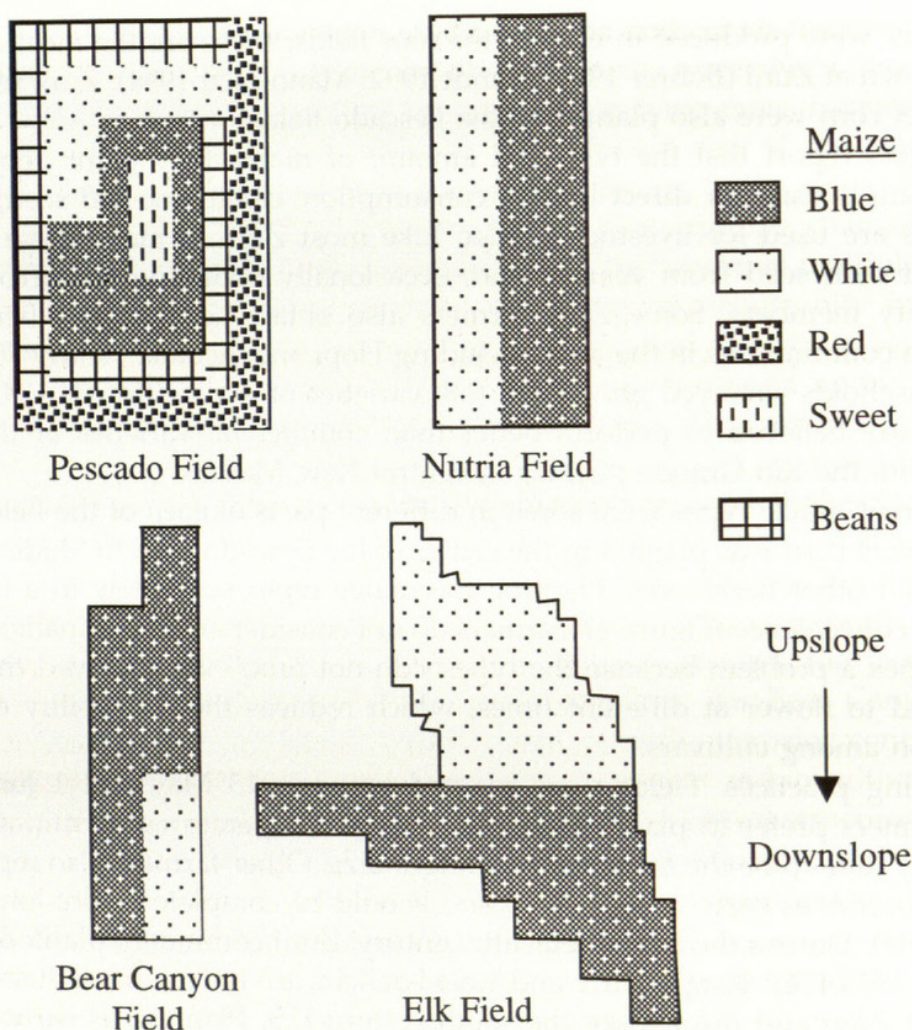 Maize
Blue
White
Red
Sweet
Beans
Pescado Field
Nutria Field
Upslope
Downslope
Bear Canyon
Field
Elk Field